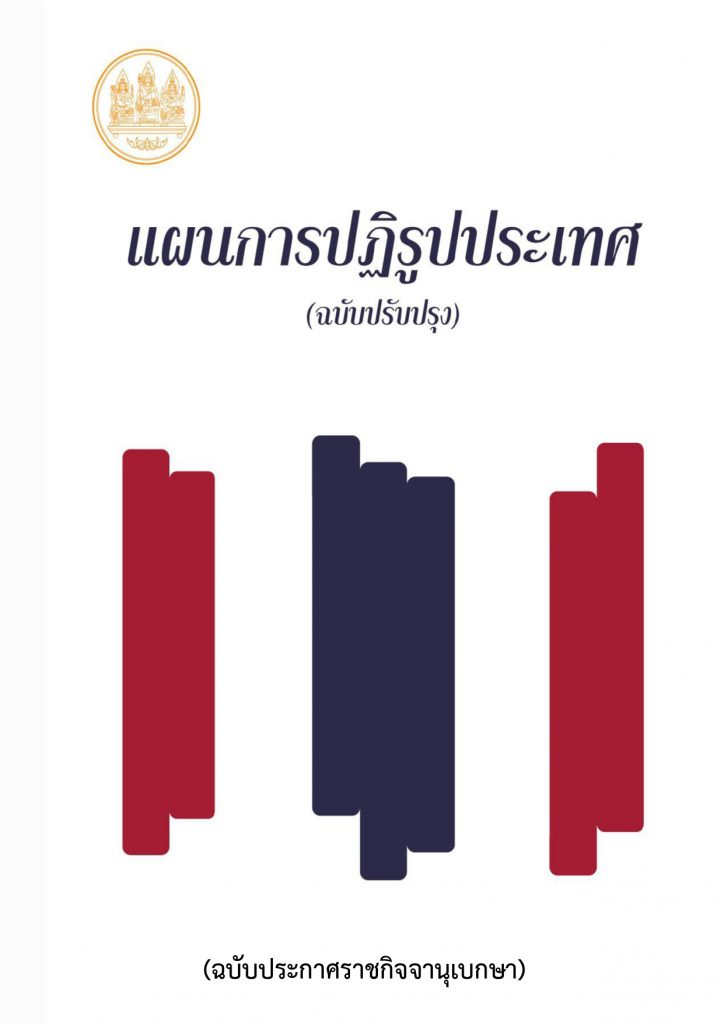 แผนการปฏิรูปประเทศ
(ฉบับปรับปรุง)
(ฉบับประกาศราชกิจจานุเบกษา)